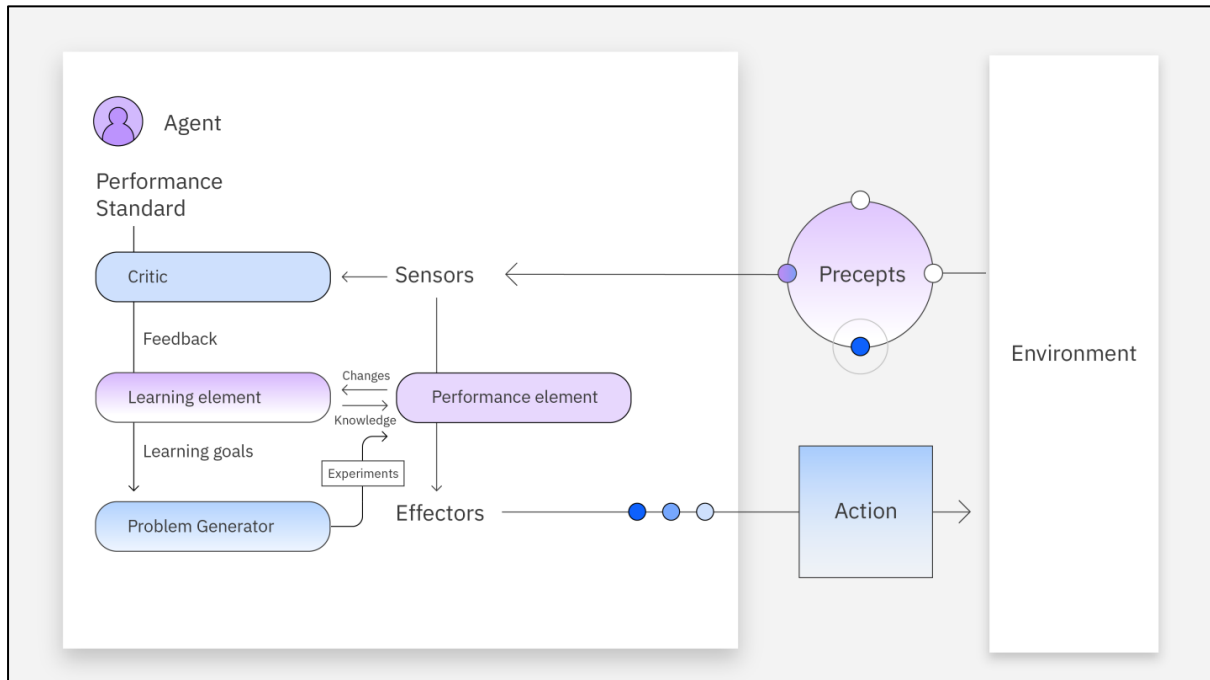 Agent
Performance
Standard
Critic
Sensors
Precepts
Feedback
Environment
Changes
Learning element
Performance element
Knowledge
Learning goals
Experiments
Problem Generator
Effectors
Action